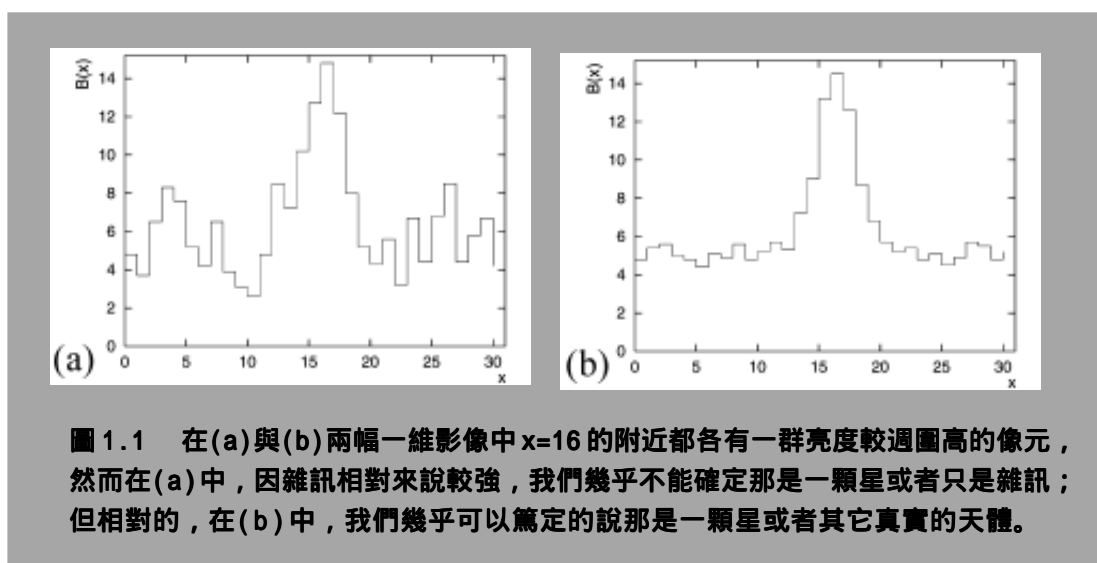 B(x)
14
12
10
8
6
4
2
0
0 5 10 15 20 25 30
x
(a)
B(x)
14
12
10
8
6
4
2
0
0 5 10 15 20 25 30
x
(b)
圖 1.1 在(a)與(b)兩幅一維影像中 x=16 的附近都各有一群亮度較週圍高的像元，
然而在(a)中，因雜訊相對來說較強，我們幾乎不能確定那是一顆星或者只是雜訊；
但相對的，在(b)中，我們幾乎可以篤定的說那是一顆星或者其它真實的天體。